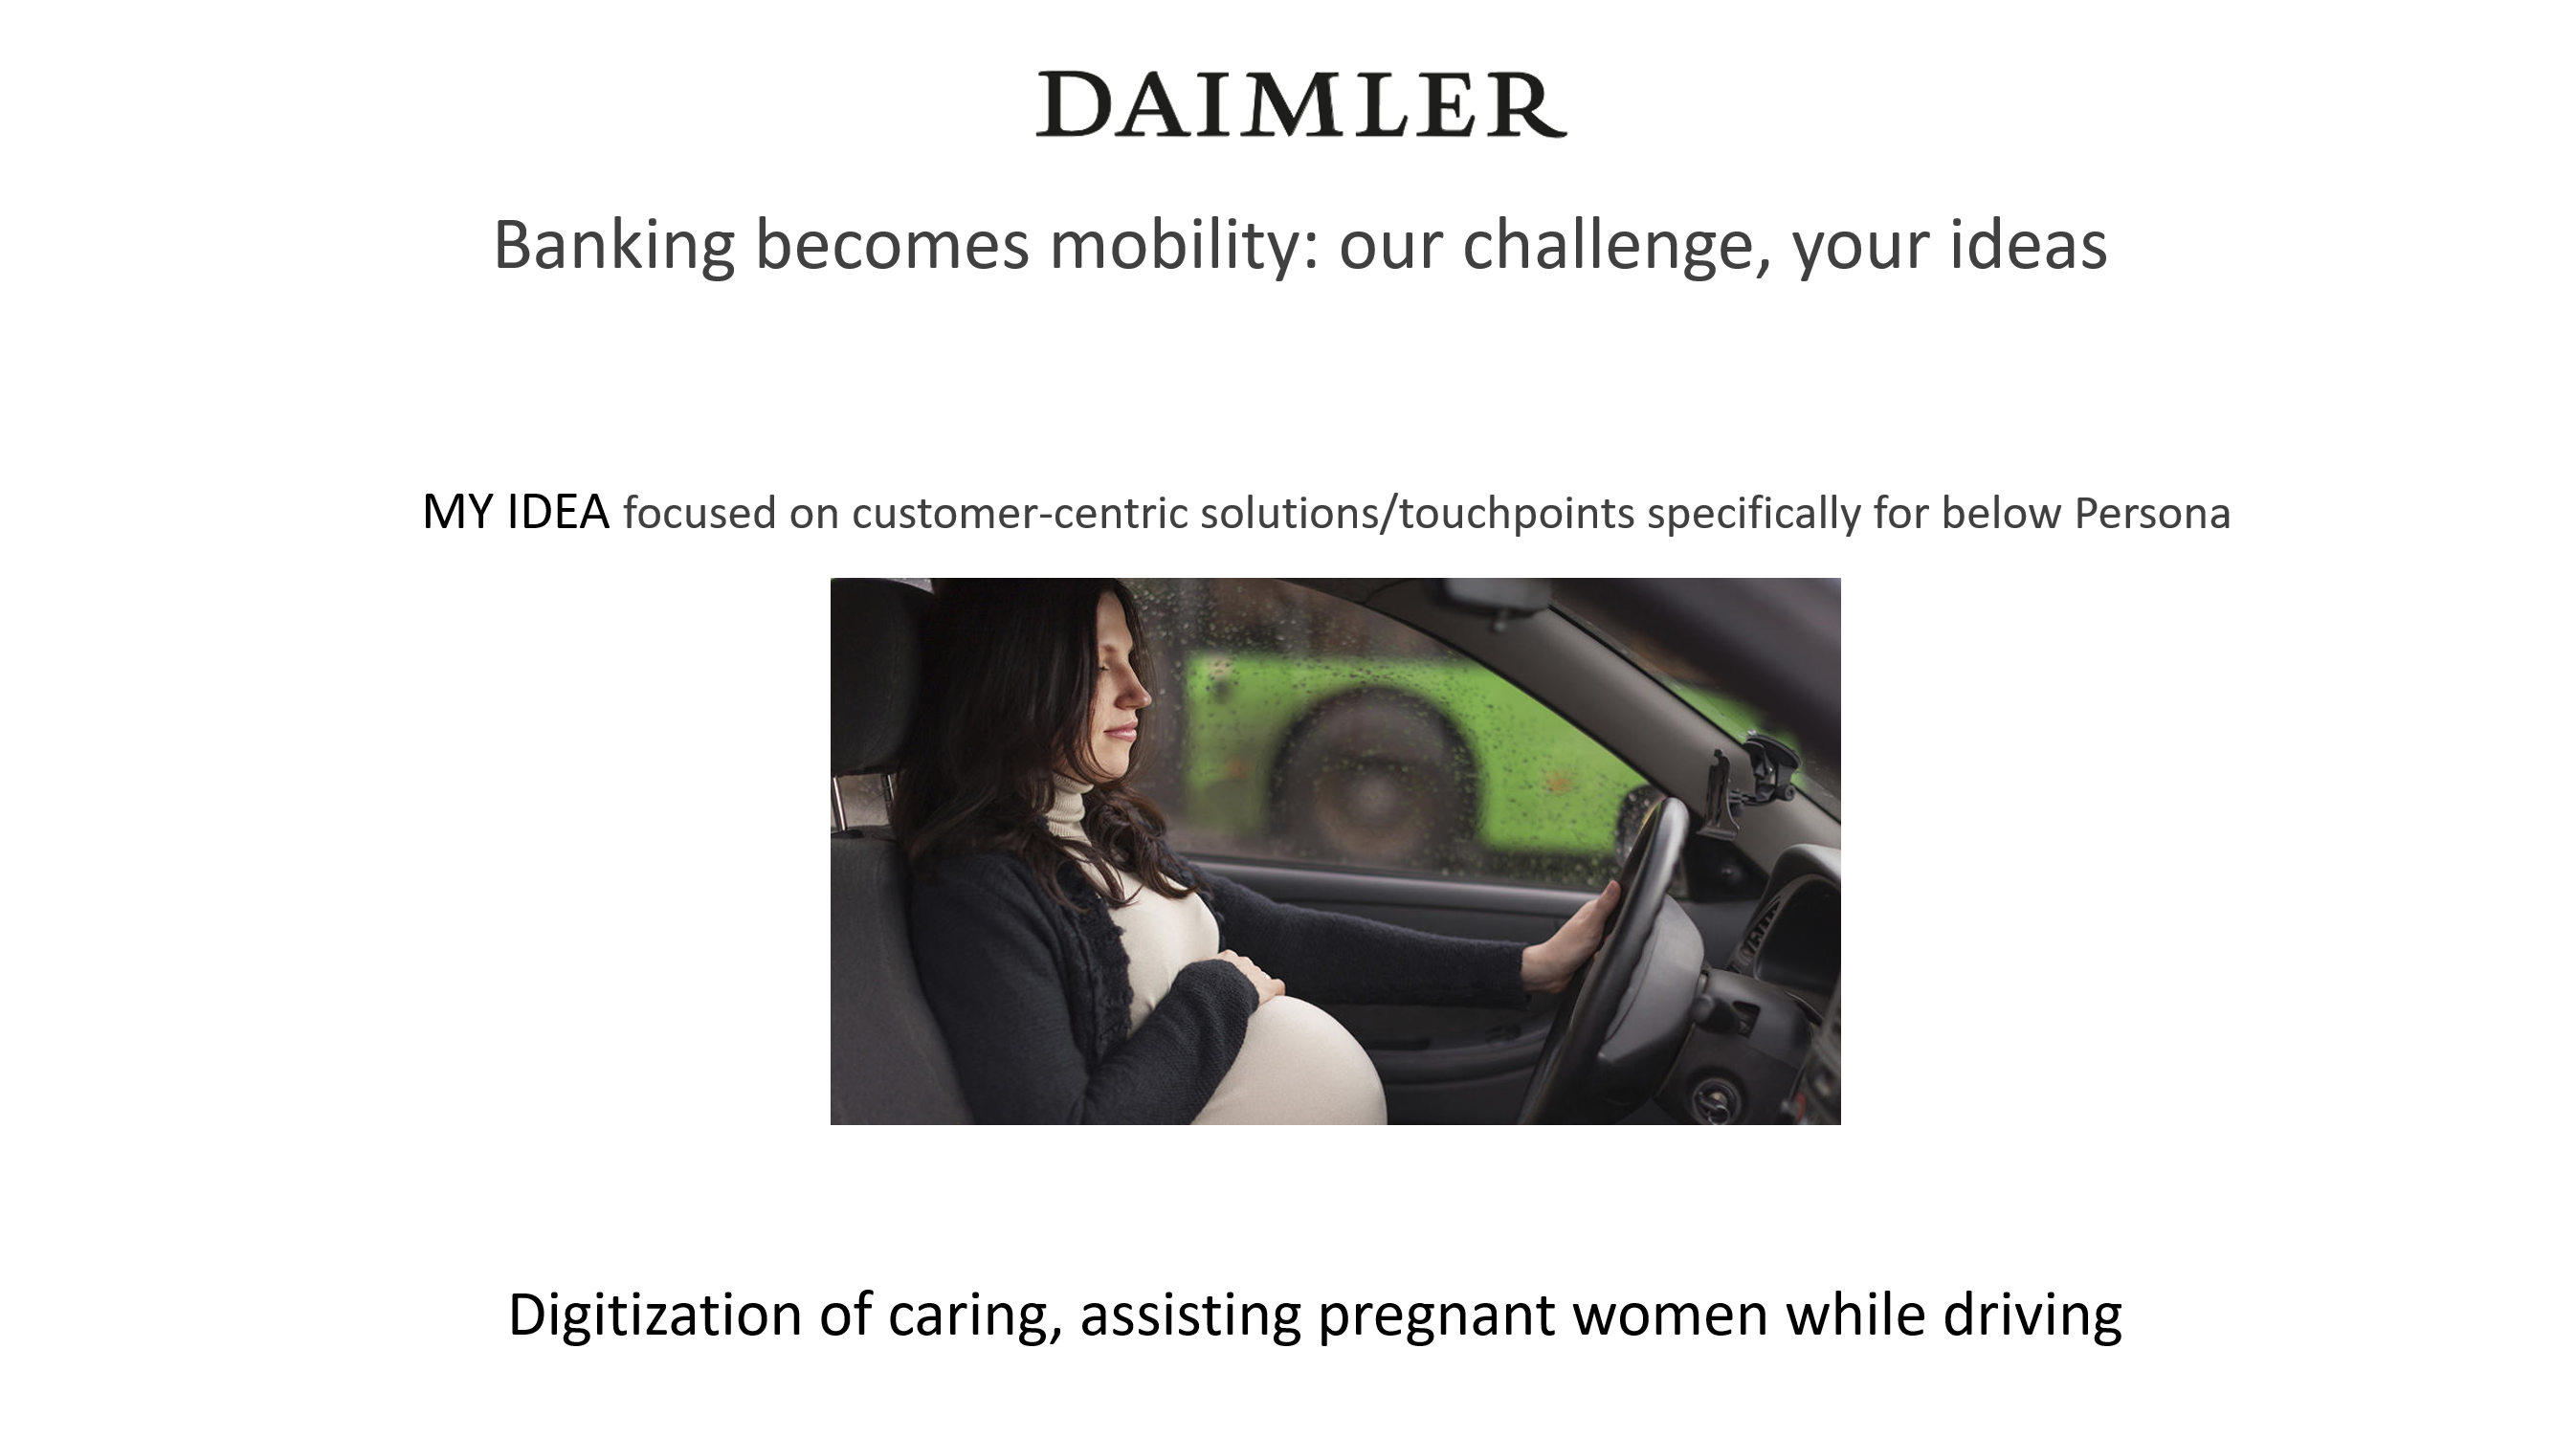 DAIMLER
Banking becomes mobility: our challenge, your ideas
MY IDEA focused on customer-centric solutions/touchpoints specifically for below Persona
Digitization of caring, assisting pregnant women while driving